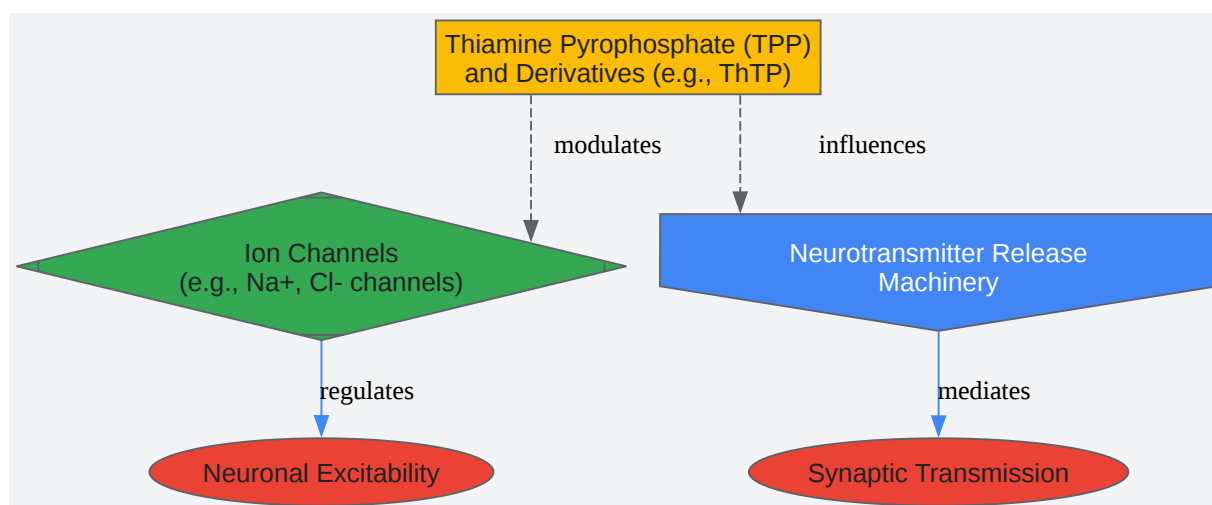 Thiamine Pyrophosphate (TPP)
and Derivatives (e.g., ThTP)
modulates
influences
Ion Channels
(e.g., Na+, Cl- channels)
Neurotransmitter Release
Machinery
regulates
mediates
Neuronal Excitability
Synaptic Transmission